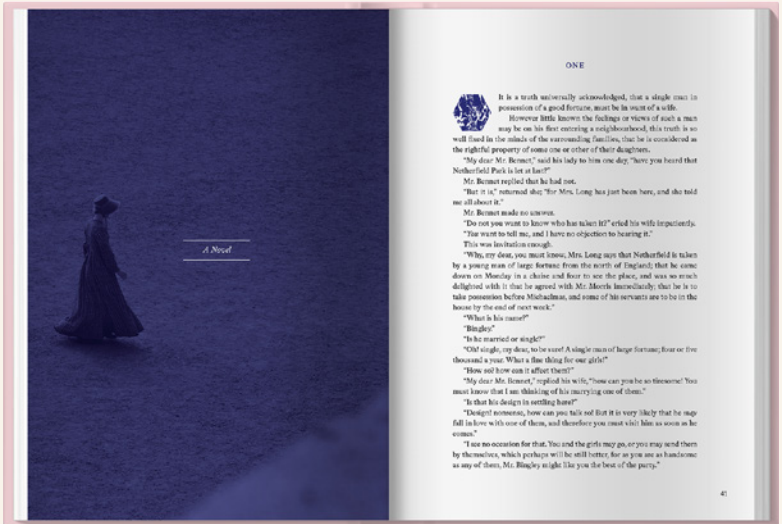 A Novel
ONE
It is a truth universally acknowledged, that a single man in
possession of a good fortune, must be in want of a wife.
However little known the feelings or views of such a man
may be on his first entering a neighbourhood, this truth is so
well fixed in the minds of the surrounding families, that he is considered as
the rightful property of some one or other of their daughters.
"My dear Mr. Bennet," said his lady to him one day, "have you heard that
Netherfield Park is let at last?"
Mr. Bennet replied that he had not.
"But it is," returned she; "for Mrs. Long has just been here, and she told
me all about it."
Mr. Bennet made no answer.
"Do not you want to know who has taken it?" cried his wife impatiently.
"You want to tell me, and I have no objection to hearing it."
This was invitation enough.
"Why, my dear, you must know, Mrs. Long says that Netherfield is taken
by a young man of large fortune from the north of England; that he came
down on Monday in a chaise and four to see the place, and was so much
delighted with it that he agreed with Mr. Morris immediately; that he is to
take possession before Michaelmas, and some of his servants are to be in the
house by the end of next week."
"What is his name?"
"Bingley."
"Is he married or single?"
"Oh! single, my dear, to be sure! A single man of large fortune; four or five
thousand a year. What a fine thing for our girls!"
"How so? how can it affect them?"
"My dear Mr. Bennet," replied his wife, "how can you be so tiresome! You
must know that I am thinking of his marrying one of them."
"Is that his design in settling here?"
"Design! nonsense, how can you talk so! But it is very likely that he may
fall in love with one of them, and therefore you must visit him as soon as he
comes."
"I see no occasion for that. You and the girls may go, or you may send them
by themselves, which perhaps will be still better, for as you are as handsome
as any of them, Mr. Bingley might like you the best of the party."